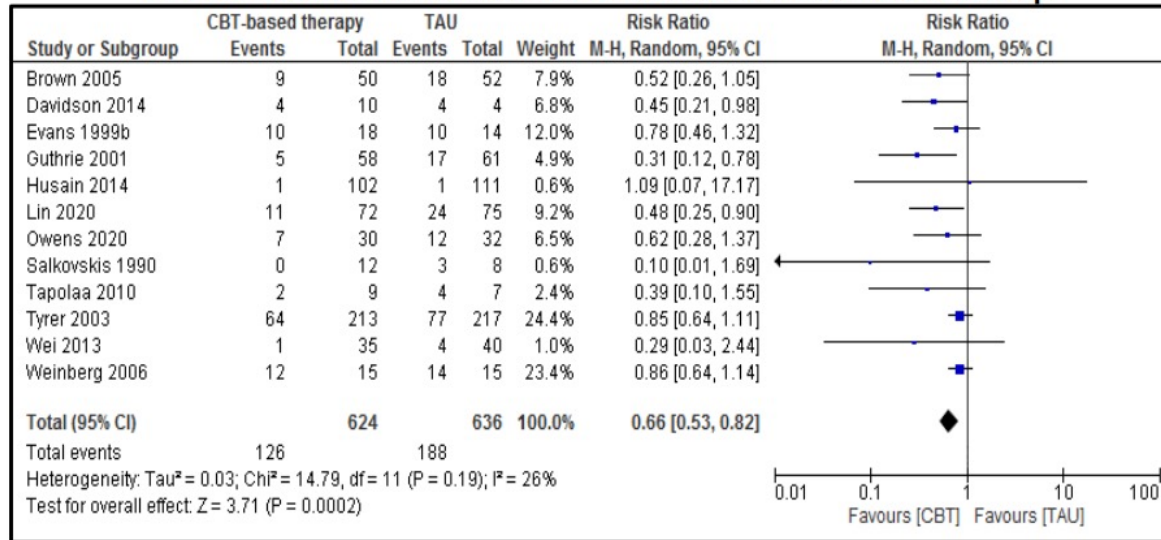 CBT-based therapy TAU Risk Ratio Risk Ratio
Study or Subgroup Events Total Events Total Weight M-H, Random, 95% CI M-H, Random, 95% CI
Brown 2005 9 50 18 52 7.9% 0.52 [0.26, 1.05]
Davidson 2014 4 10 4 4 6.8% 0.45 [0.21, 0.98]
Evans 1999b 10 18 10 14 12.0% 0.78 [0.46, 1.32]
Guthrie 2001 5 58 17 61 4.9% 0.31 [0.12, 0.78]
Husain 2014 1 102 1 111 0.6% 1.09 [0.07, 17.17]
Lin 2020 11 72 24 75 9.2% 0.48 [0.25, 0.90]
Owens 2020 7 30 12 32 6.5% 0.62 [0.28, 1.37]
Salkovskis 1990 0 12 3 8 0.6% 0.10 [0.01, 1.69]
Tapolaa 2010 2 9 4 7 2.4% 0.39 [0.10, 1.55]
Tyrer 2003 64 213 77 217 24.4% 0.85 [0.64, 1.11]
Wei 2013 1 35 4 40 1.0% 0.29 [0.03, 2.44]
Weinberg 2006 12 15 14 15 23.4% 0.86 [0.64, 1.14]
Total (95% CI) 624 636 100.0% 0.66 [0.53, 0.82]
Total events 126 188
Heterogeneity: Tau² = 0.03; Chi² = 14.79, df = 11 (P = 0.19); I² = 26%
Test for overall effect: Z = 3.71 (P = 0.0002)
0.01 0.1 1 10 100
Favours [CBT] Favours [TAU]